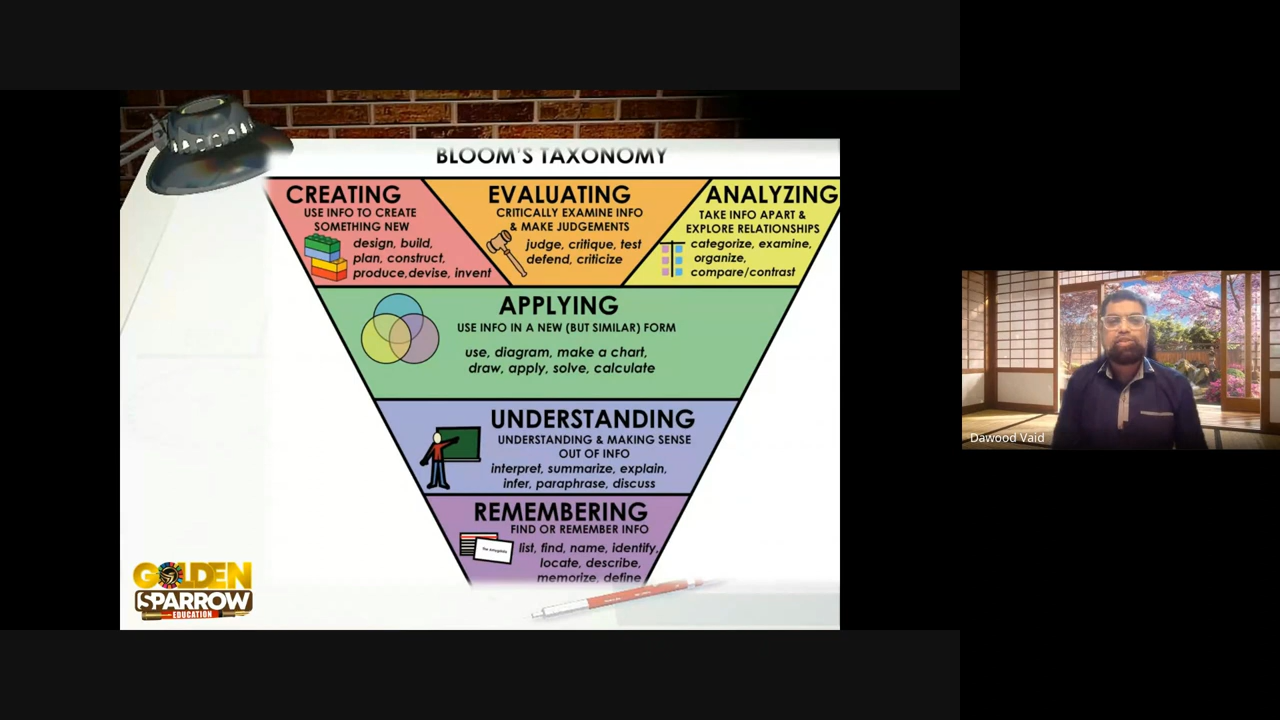 BLOOM'S TAXONOMY
CREATING
USE INFO TO CREATE
SOMETHING NEW
design, build,
plan, construct,
produce,devise, invent
EVALUATING
CRITICALLY EXAMINE INFO
& MAKE JUDGEMENTS
judge, critique, test
defend, criticize
ANALYZING
TAKE INFO APART &
EXPLORE RELATIONSHIPS
categorize, examine,
organize,
compare/contrast
APPLYING
USE INFO IN A NEW (BUT SIMILAR) FORM
use, diagram, make a chart,
draw, apply, solve, calculate
UNDERSTANDING
UNDERSTANDING & MAKING SENSE
OUT OF INFO
interpret, summarize, explain,
infer, paraphrase, discuss
REMEMBERING
FIND OR REMEMBER INFO
list, find, name, identify,
locate, describe,
memorize, define
GOLDEN
SPARROW
EDUCATION
Dawood Vaid